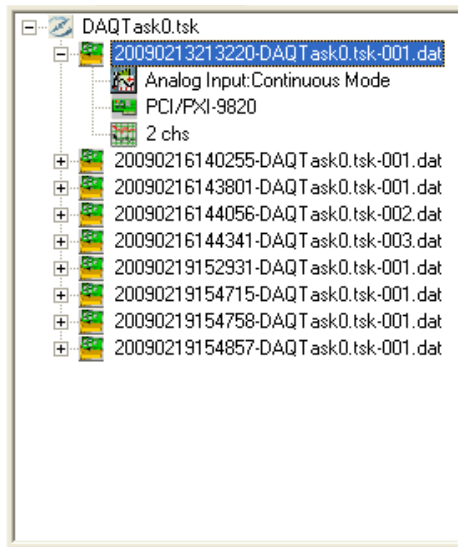 DAQTask0.tsk
20090213213220-DAQTask0.tsk-001.dat
Analog Input:Continuous Mode
PCI/PXI-9820
2 chs
20090216140255-DAQTask0.tsk-001.dat
20090216143801-DAQTask0.tsk-001.dat
20090216144056-DAQTask0.tsk-002.dat
20090216144341-DAQTask0.tsk-003.dat
20090219152931-DAQTask0.tsk-001.dat
20090219154715-DAQTask0.tsk-001.dat
20090219154758-DAQTask0.tsk-001.dat
20090219154857-DAQTask0.tsk-001.dat